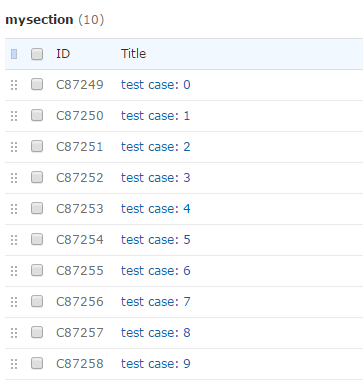 mysection (10)
ID Title
C87249 test case: 0
C87250 test case: 1
C87251 test case: 2
C87252 test case: 3
C87253 test case: 4
C87254 test case: 5
C87255 test case: 6
C87256 test case: 7
C87257 test case: 8
C87258 test case: 9